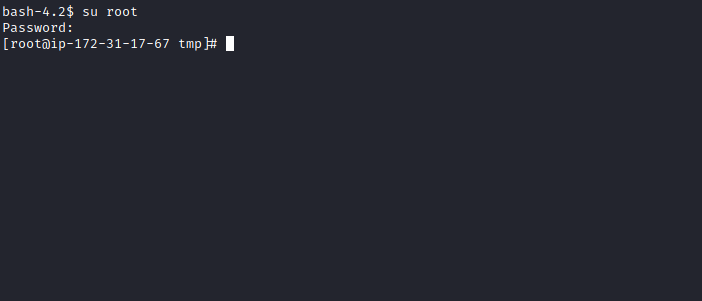 bash-4.2$ su root
Password:
[root@ip-172-31-17-67 tmp]#